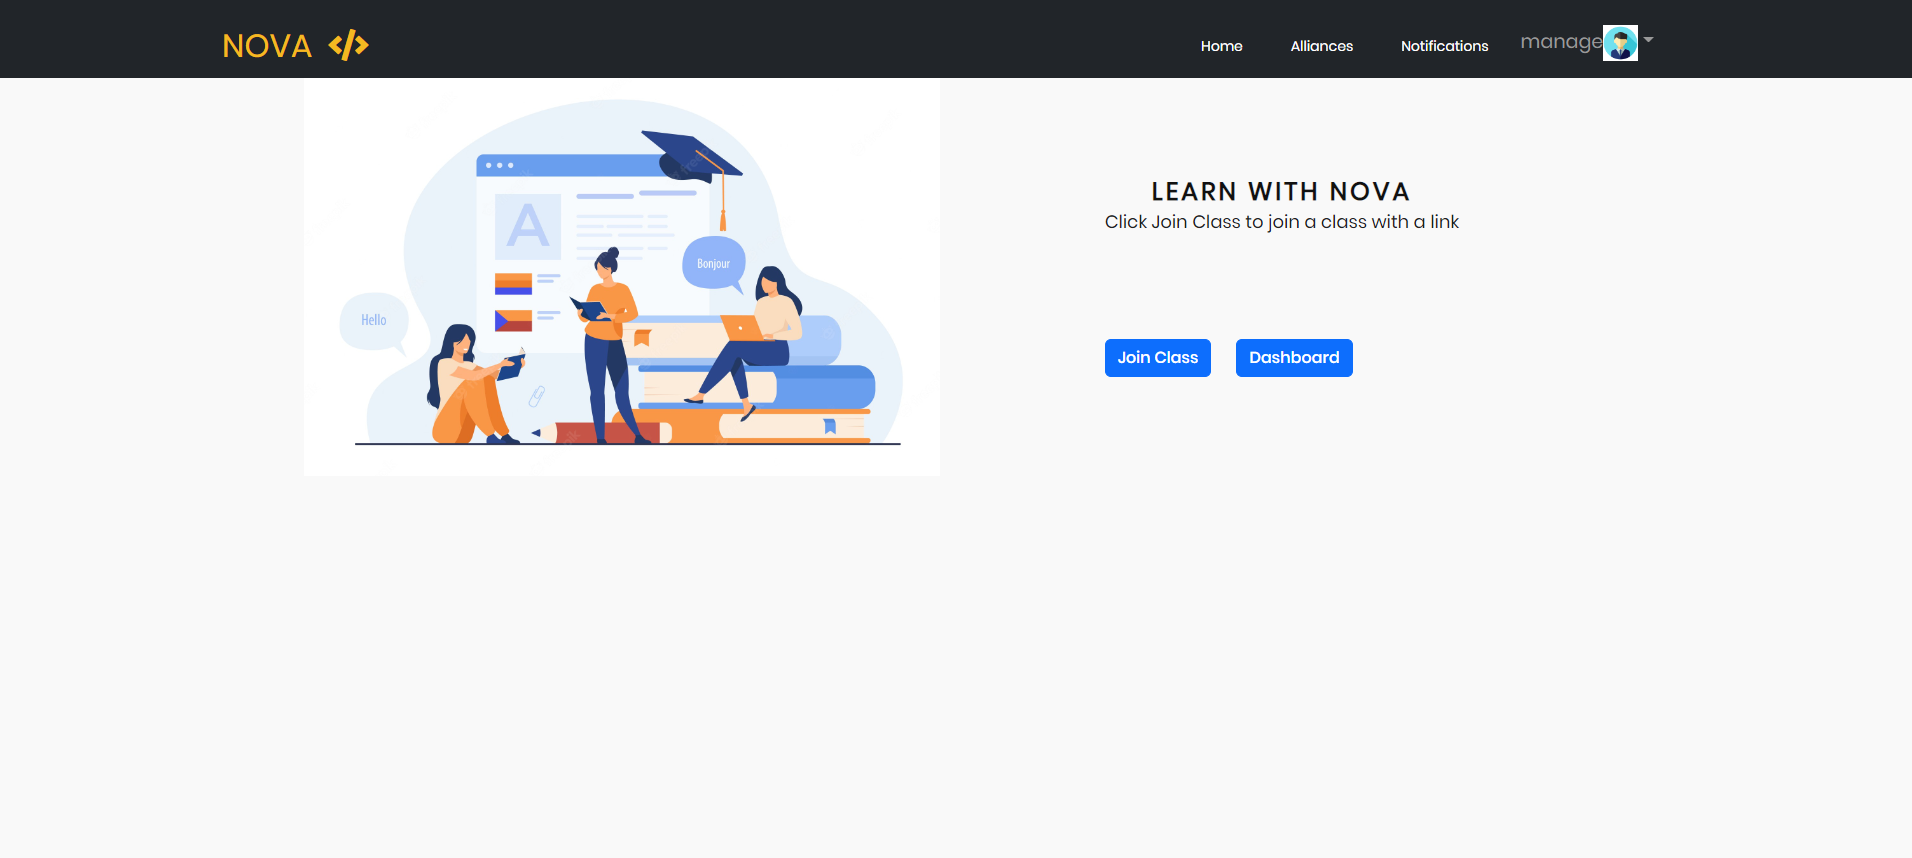 NOVA </>
Home Alliances Notifications manage
A
Bonjour
Hello
LEARN WITH NOVA
Click Join Class to join a class with a link
Join Class Dashboard